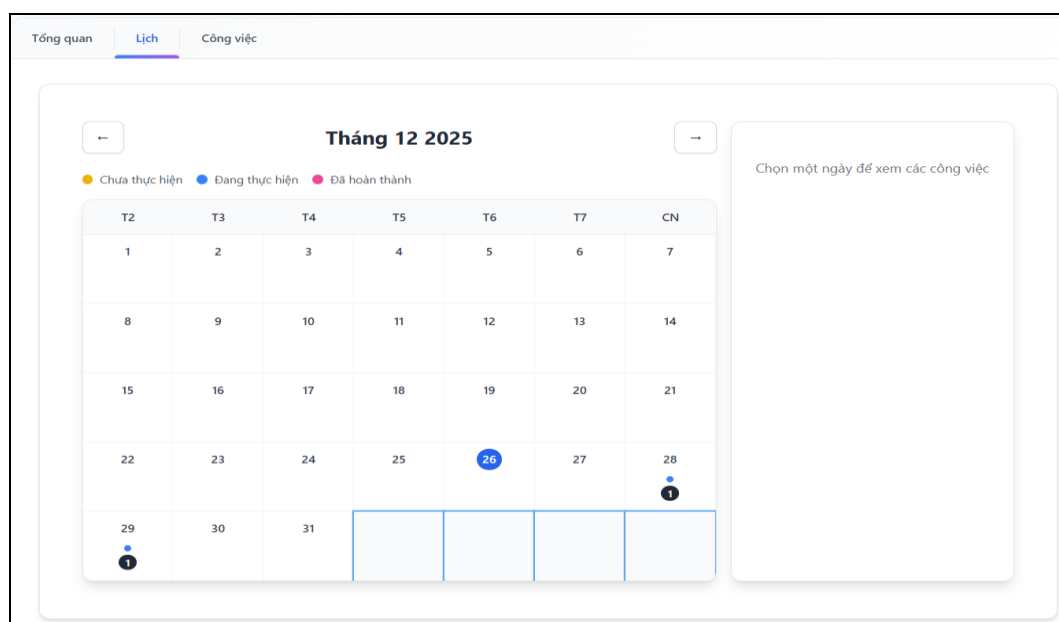 Tổng quan Lịch Công việc
← Tháng 12 2025 →
Chưa thực hiện Đang thực hiện Đã hoàn thành
Chọn một ngày để xem các công việc
T2 T3 T4 T5 T6 T7 CN
1 2 3 4 5 6 7
8 9 10 11 12 13 14
15 16 17 18 19 20 21
22 23 24 25 26 27 28
1
29 30 31
1